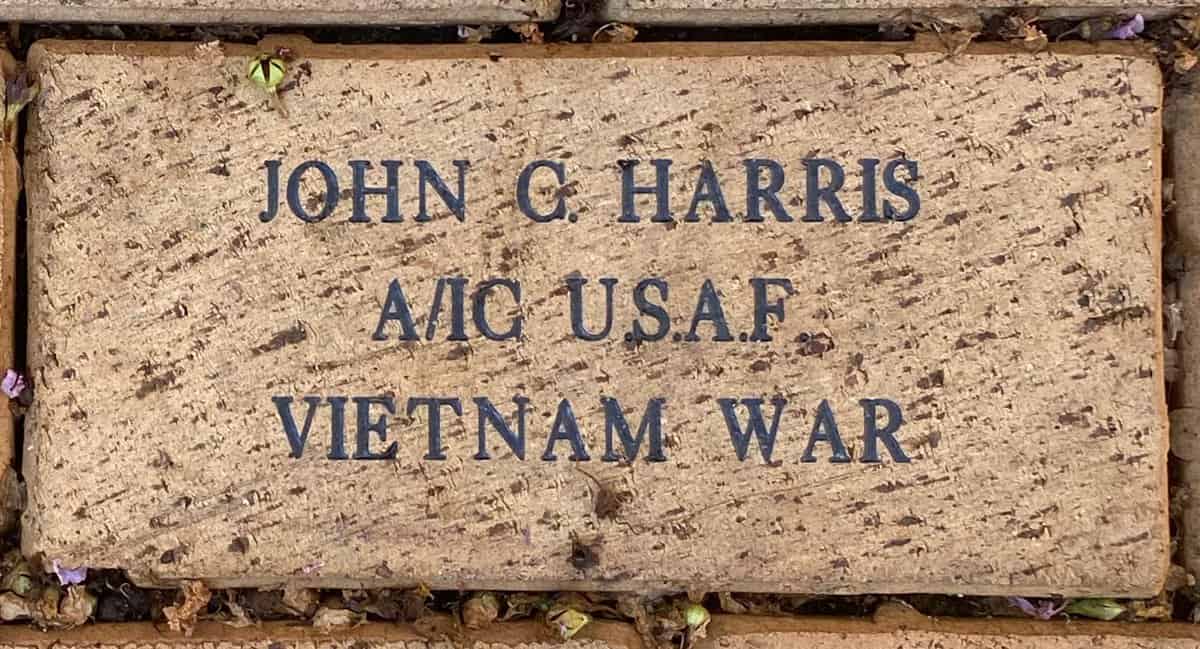 JOHN C. HARRIS
A/1C U.S.A.F.
VIETNAM WAR